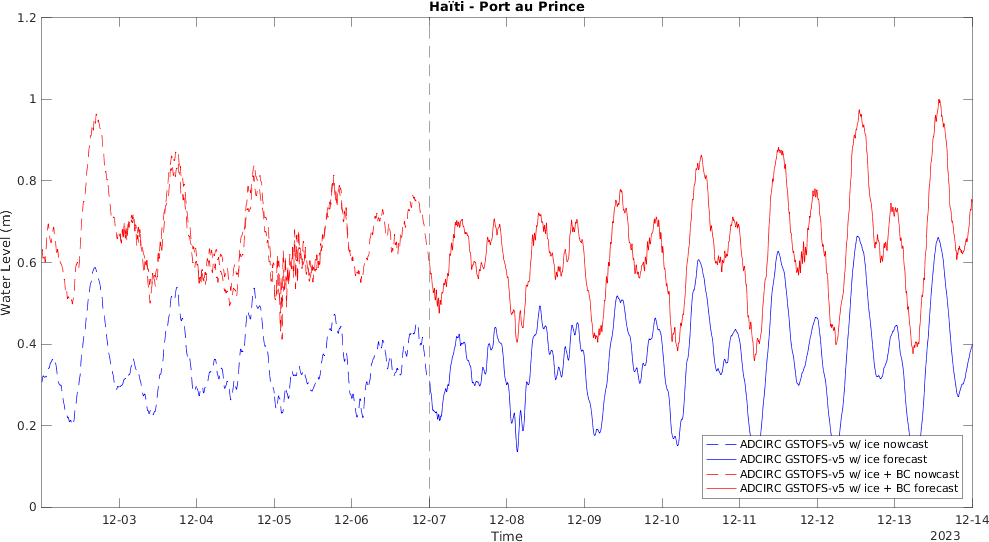 Haïti - Port au Prince
1.2
1
0.8
0.6
0.4
0.2
0
Water Level (m)
ADCIRC GSTOFS-v5 w/ ice nowcast
ADCIRC GSTOFS-v5 w/ ice forecast
ADCIRC GSTOFS-v5 w/ ice + BC nowcast
ADCIRC GSTOFS-v5 w/ ice + BC forecast
12-03 12-04 12-05 12-06 12-07 12-08 12-09 12-10 12-11 12-12 12-13 12-14
Time
2023